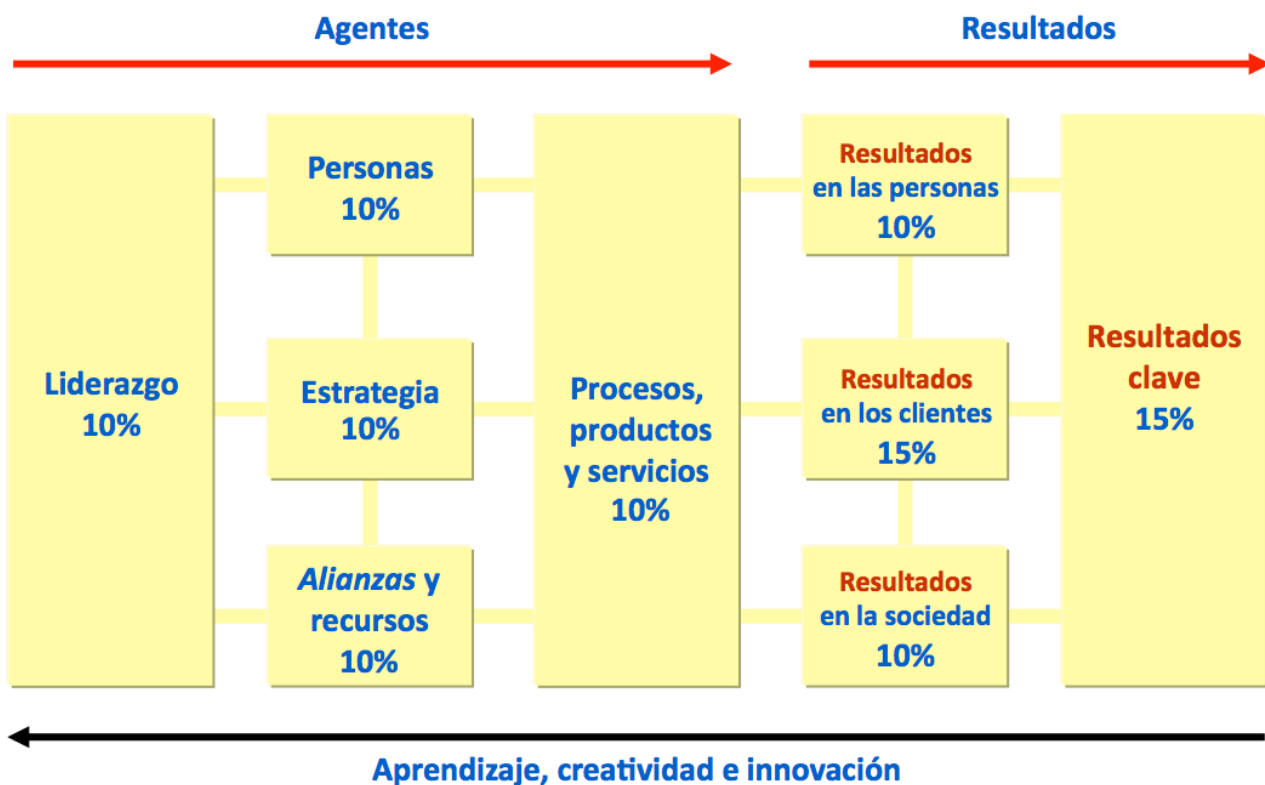 Agentes
Resultados
Liderazgo
10%
Personas
10%
Estrategia
10%
Alianzas y
recursos
10%
Procesos,
productos
y servicios
10%
Resultados
en las personas
10%
Resultados
en los clientes
15%
Resultados
en la sociedad
10%
Resultados
clave
15%
Aprendizaje, creatividad e innovación